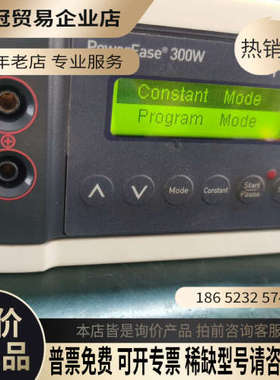 冠贸易企业店
年老店 专业服务
热销
PowerEase® 300W
Constant Mode
Program Mode
Mode
Constant
Start
Pause
186 5232 574
价
品
本店皆是询价产品 拍前咨询客服
票免费 可开专票 稀缺型号请咨